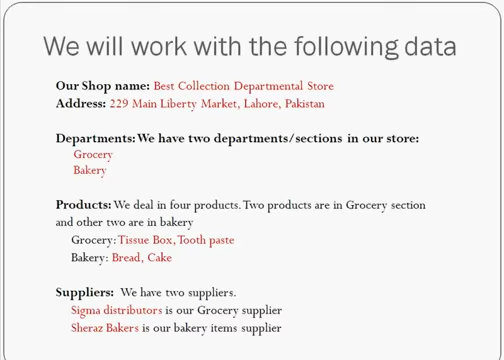 We will work with the following data
Our Shop name: Best Collection Departmental Store
Address: 229 Main Liberty Market, Lahore, Pakistan
Departments: We have two departments/sections in our store:
Grocery
Bakery
Products: We deal in four products. Two products are in Grocery section
and other two are in bakery
Grocery: Tissue Box, Tooth paste
Bakery: Bread, Cake
Suppliers: We have two suppliers.
Sigma distributors is our Grocery supplier
Sheraz Bakers is our bakery items supplier